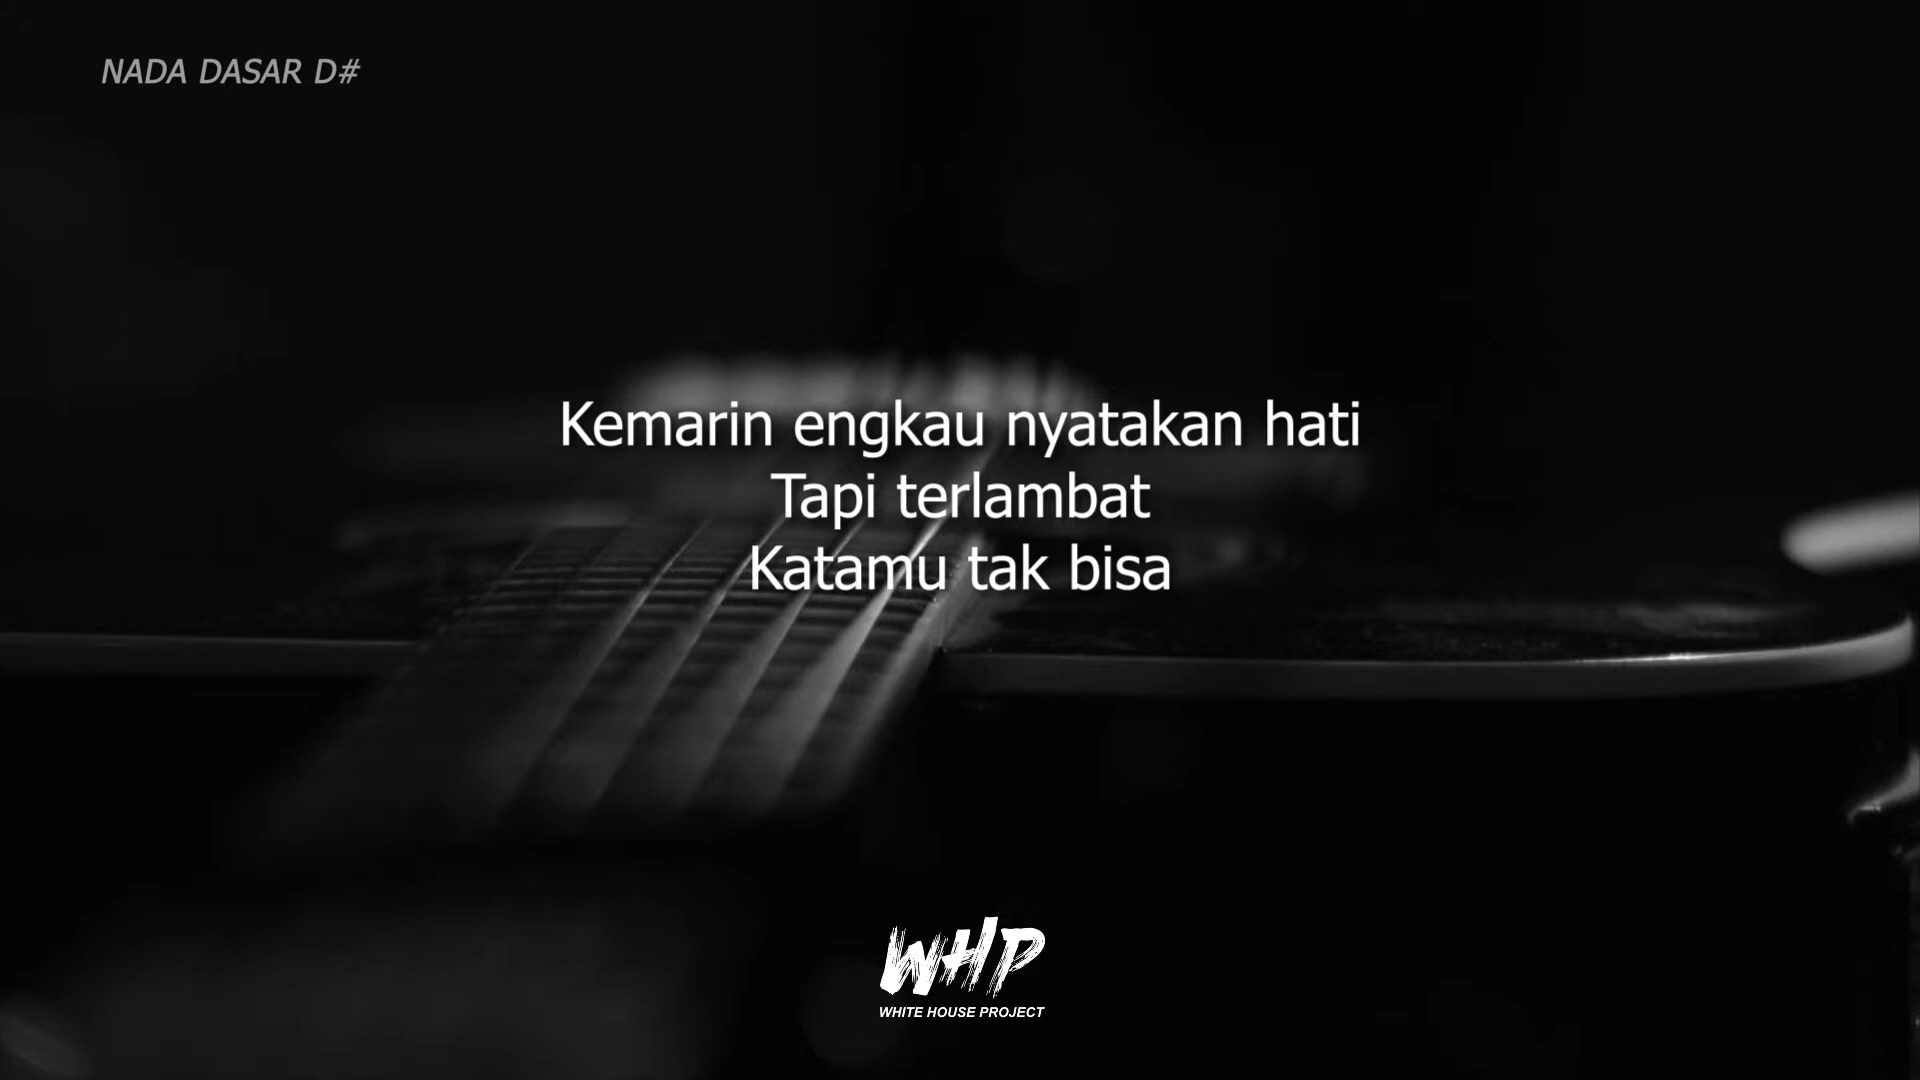 NADA DASAR D#
Kemarin engkau nyatakan hati
Tapi terlambat
Katamu tak bisa
WHP
WHITE HOUSE PROJECT